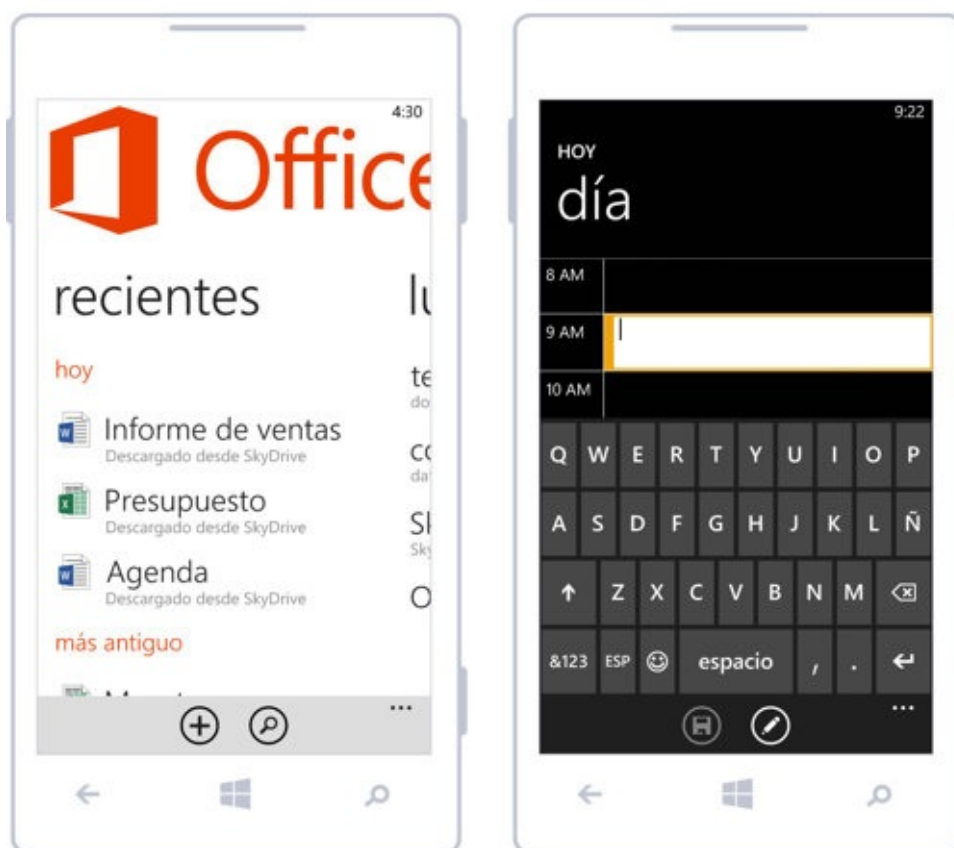 4:30
Office
recientes
hoy
Informe de ventas
Descargado desde SkyDrive
Presupuesto
Descargado desde SkyDrive
Agenda
Descargado desde SkyDrive
más antiguo
9:22
HOY
día
8 AM
9 AM
10 AM
Q W E R T Y U I O P
A S D F G H J K L Ñ
Z X C V B N M
&123 ESP espacio , .